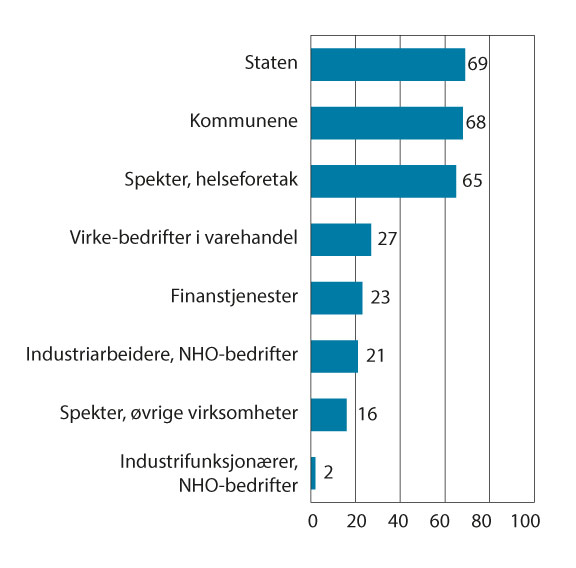 Staten 69
Kommunene 68
Spekter, helseforetak 65
Virke-bedrifter i varehandel 27
Finanstjenester 23
Industriarbeidere, NHO-bedrifter 21
Spekter, øvrige virksomheter 16
Industrifunksjonærer,
NHO-bedrifter 2
0 20 40 60 80 100